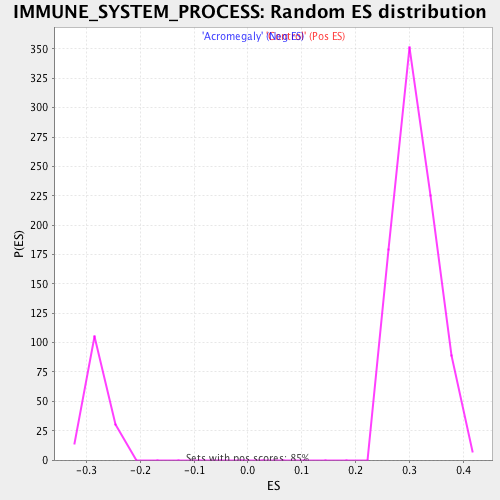 IMMUNE_SYSTEM_PROCESS: Random ES distribution
'Acromegaly' (Neg ES) 'Control' (Pos ES)
350
325
300
275
250
225
200
175
150
125
100
75
50
25
0
P(ES)
Sets with pos scores: 85%
-0.3 -0.2 -0.1 0.0 0.1 0.2 0.3 0.4
ES